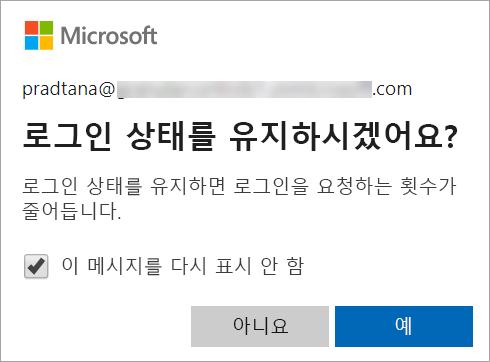 Microsoft
pradtana@ .com
로그인 상태를 유지하시겠어요?
로그인 상태를 유지하면 로그인을 요청하는 횟수가
줄어듭니다.
이 메시지를 다시 표시 안 함
아니요
예